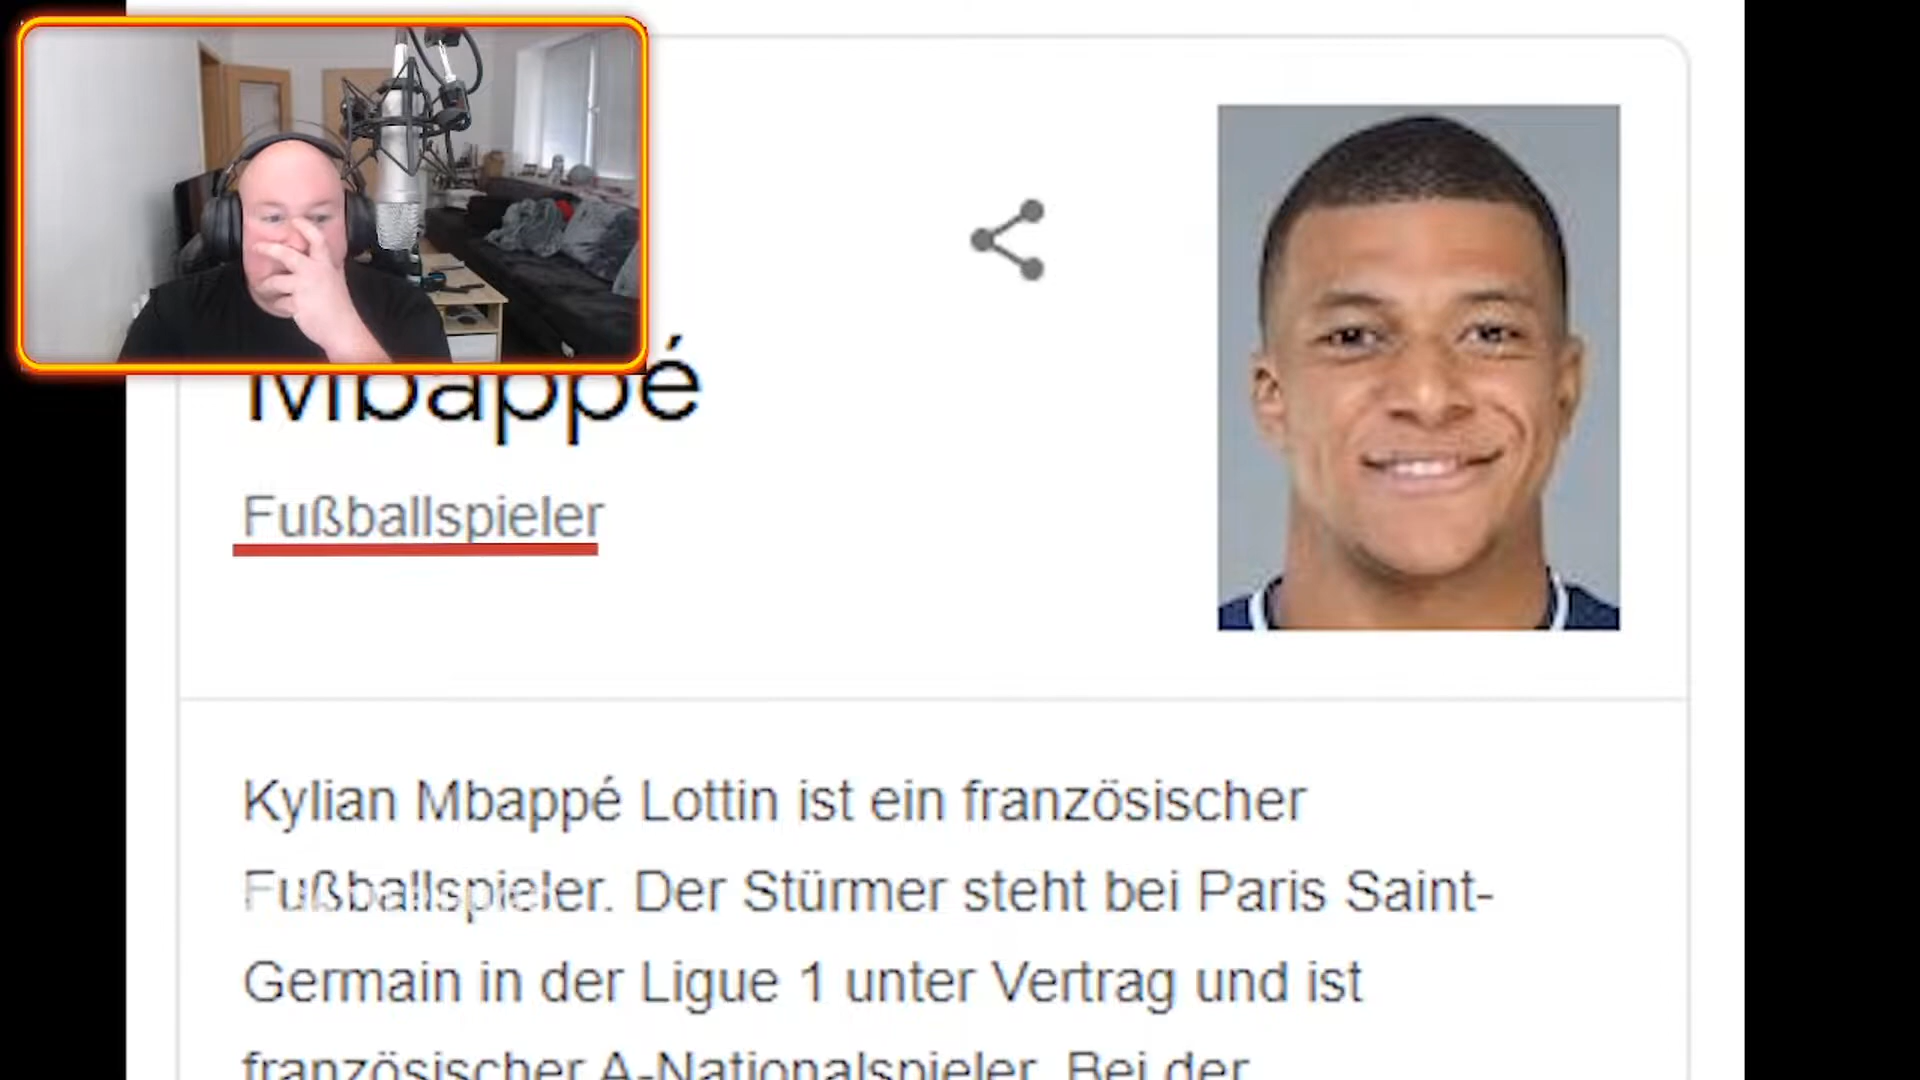 Mbappé
Fußballspieler
Kylian Mbappé Lottin ist ein französischer
Fußballspieler. Der Stürmer steht bei Paris Saint-
Germain in der Ligue 1 unter Vertrag und ist
französischer A-Nationalspieler. Bei der